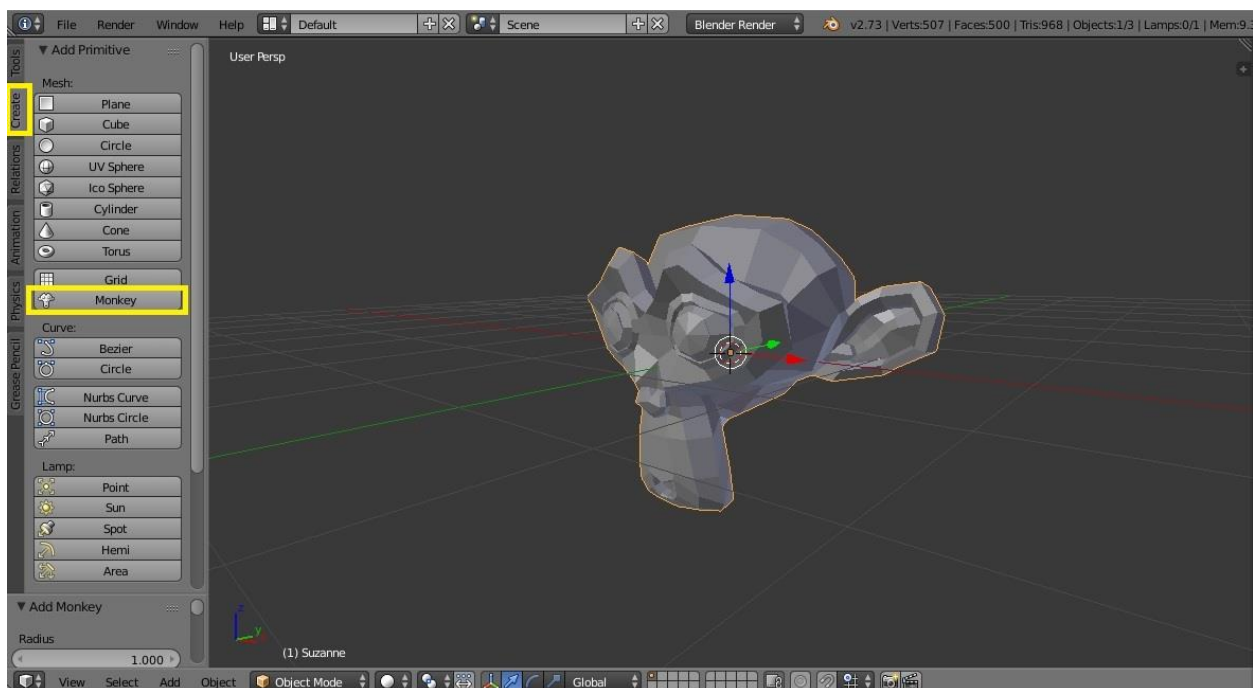 File Render Window Help Default Scene Blender Render v2.73 | Verts:507 | Faces:500 | Tris:968 | Objects:1/3 | Lamps:0/1 | Mem:9.
Tools
Create
Relations
Animation
Physics
Grease Pencil
Add Primitive
Mesh:
Plane
Cube
Circle
UV Sphere
Ico Sphere
Cylinder
Cone
Torus
Grid
Monkey
Curve:
Bezier
Circle
Nurbs Curve
Nurbs Circle
Path
Lamp:
Point
Sun
Spot
Hemi
Area
Add Monkey
Radius
1.000
User Persp
z
y
(1) Suzanne
View Select Add Object Object Mode Global